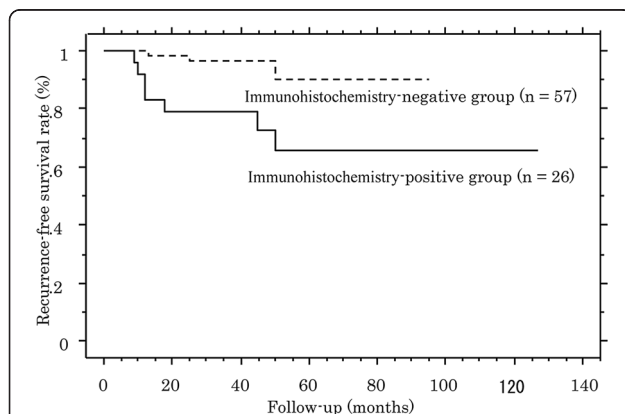 Recurrence-free survival rate (%)
1
.8
.6
.4
.2
0
Immunohistochemistry-negative group (n = 57)
Immunohistochemistry-positive group (n = 26)
0 20 40 60 80 100 120 140
Follow-up (months)